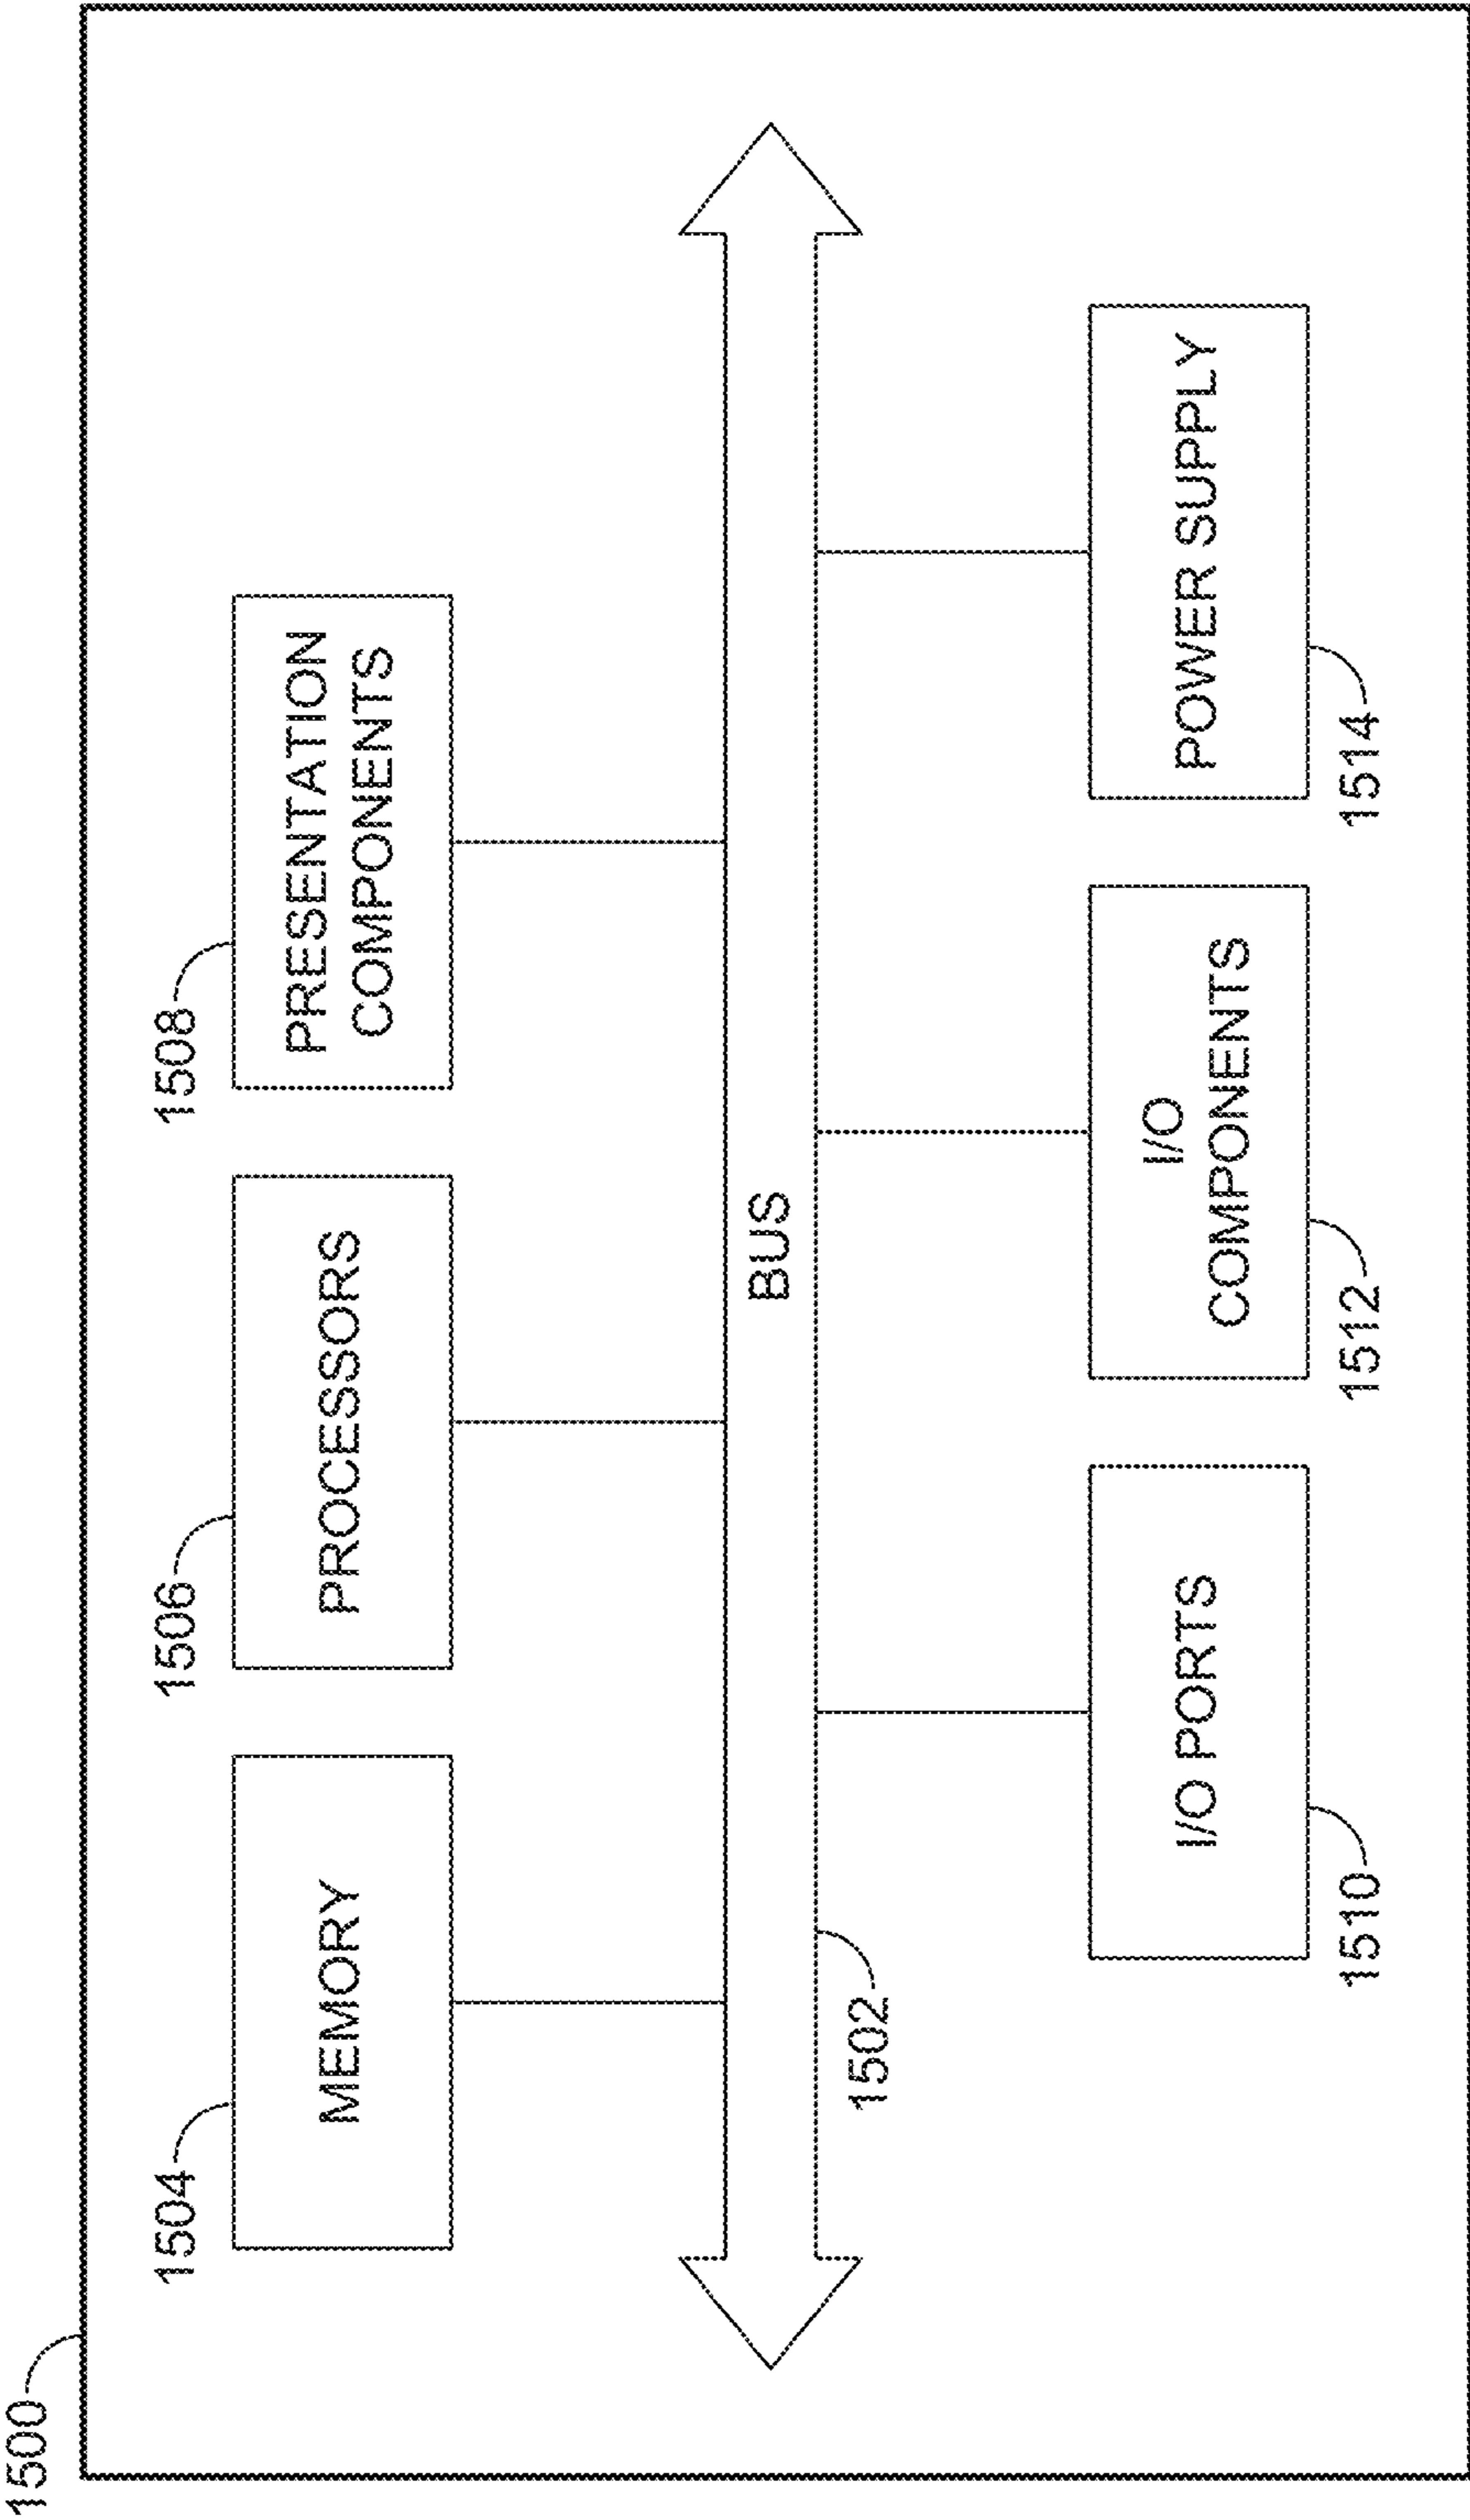 1500
1504
MEMORY
1506
PROCESSORS
1508
PRESENTATION
COMPONENTS
BUS
1502
I/O PORTS
1510
I/O
COMPONENTS
1512
POWER SUPPLY
1514